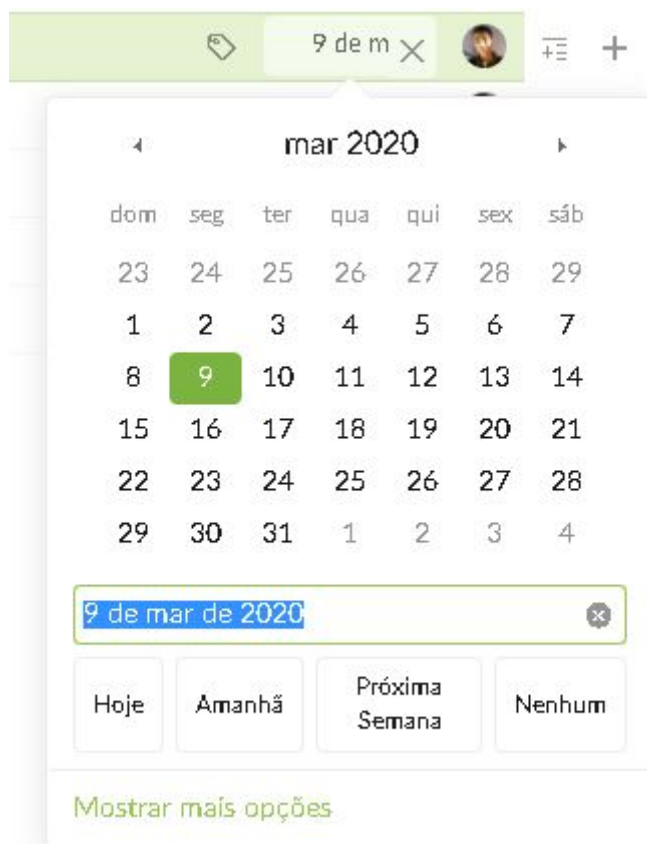 9 de m
mar 2020
dom seg ter qua qui sex sáb
23 24 25 26 27 28 29
1 2 3 4 5 6 7
8 9 10 11 12 13 14
15 16 17 18 19 20 21
22 23 24 25 26 27 28
29 30 31 1 2 3 4
9 de mar de 2020
Hoje Amanhã Próxima Semana Nenhum
Mostrar mais opções